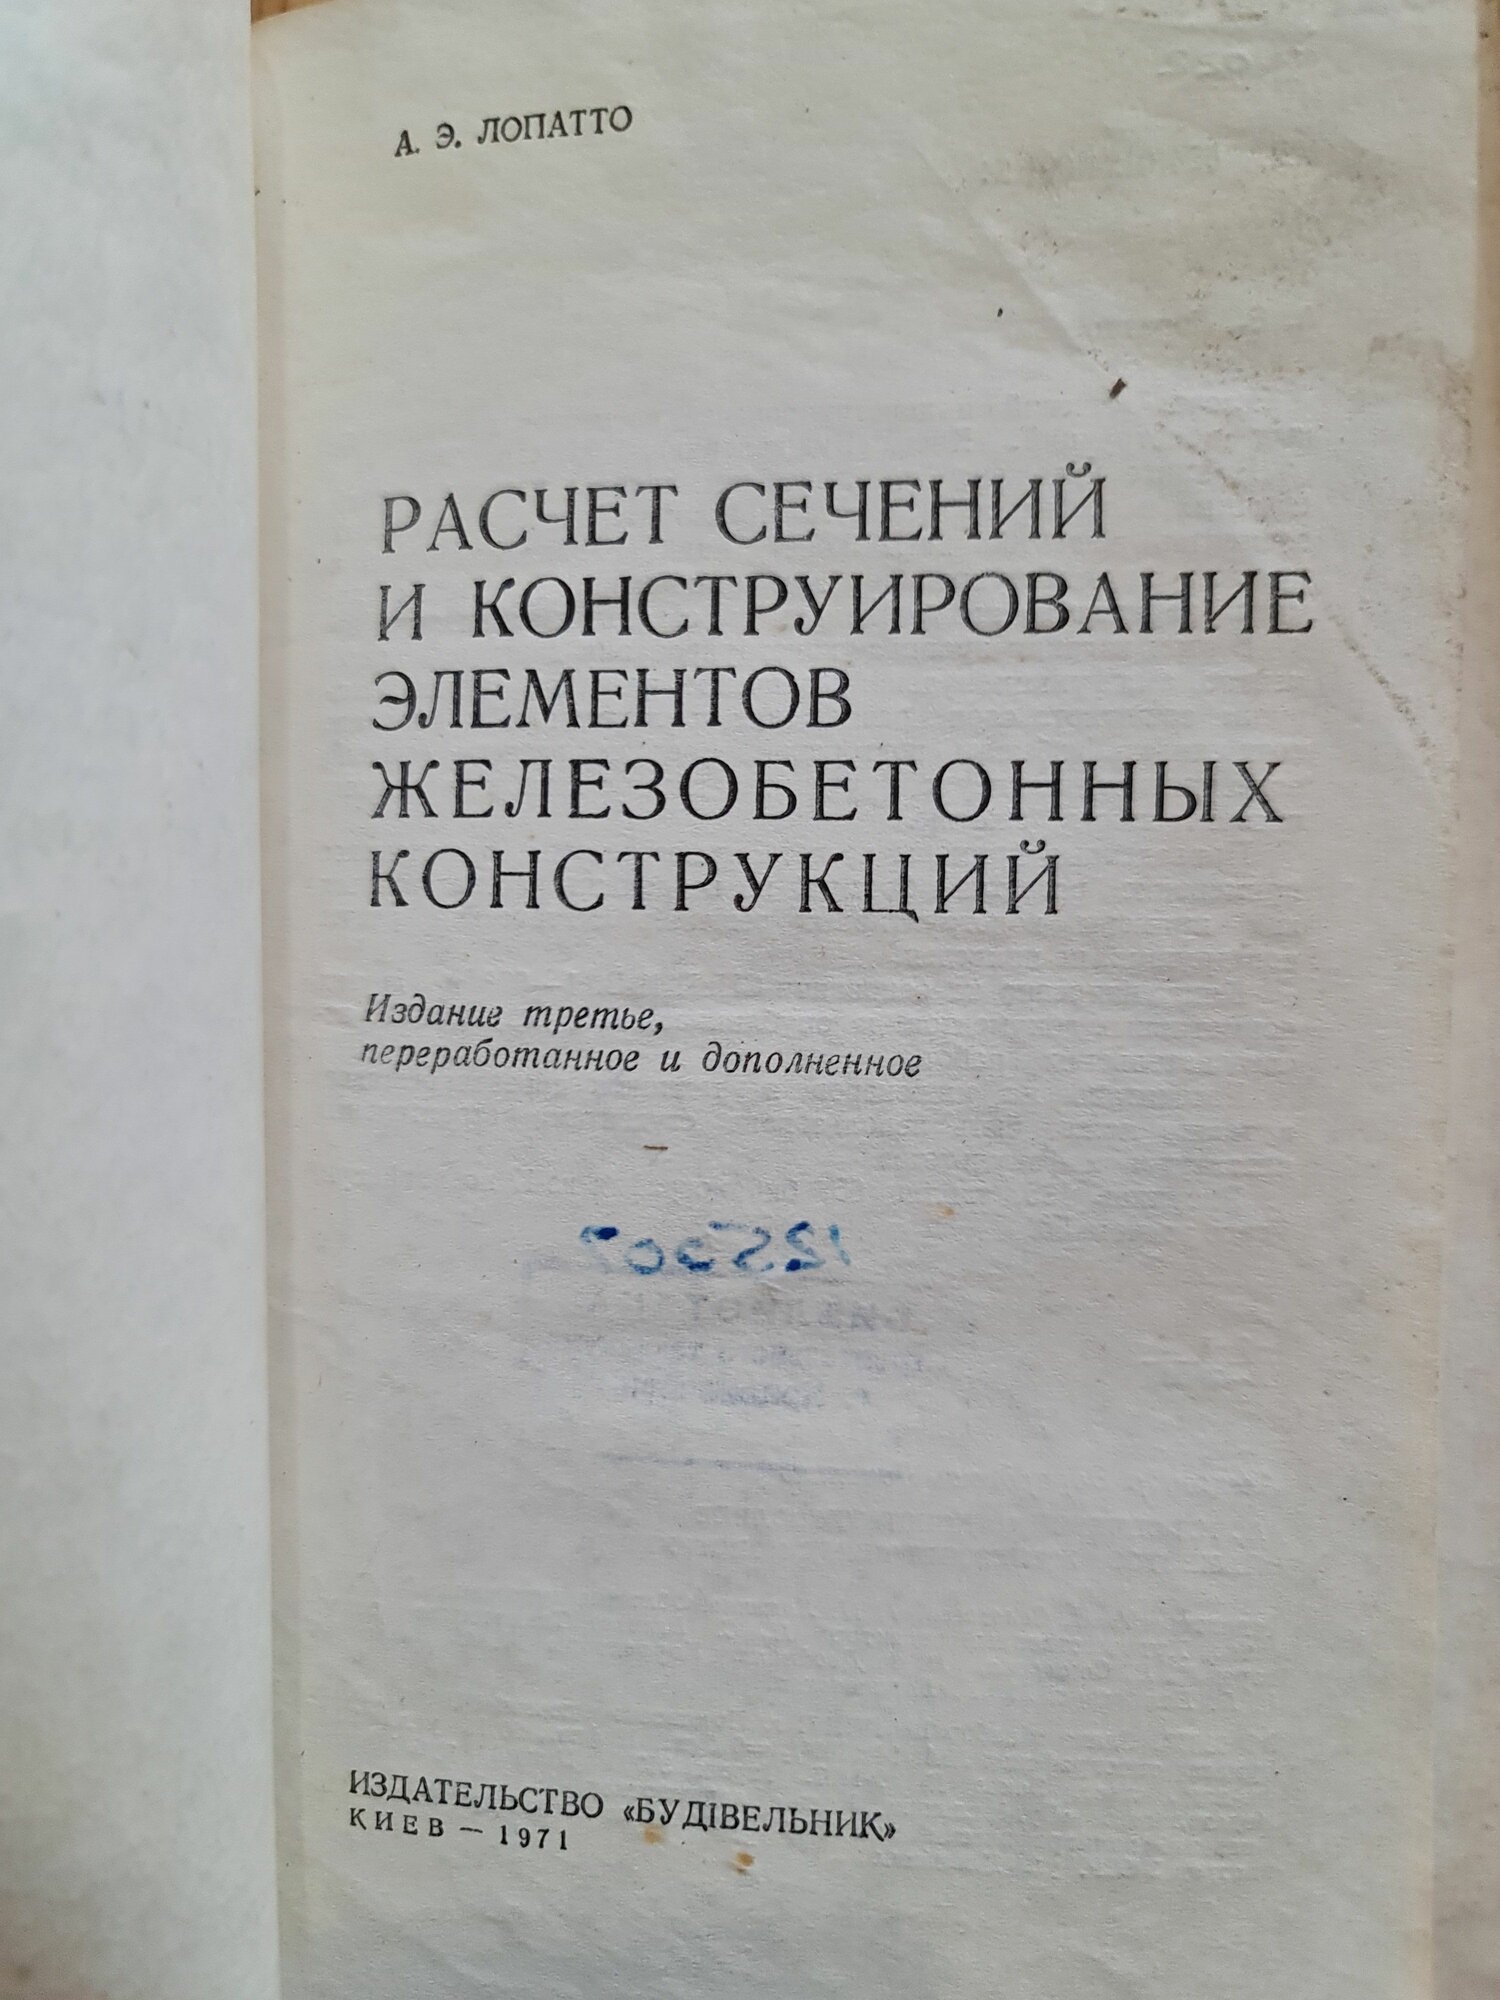 А. Э. ЛОПАТТО
РАСЧЕТ СЕЧЕНИЙ
И КОНСТРУИРОВАНИЕ
ЭЛЕМЕНТОВ
ЖЕЛЕЗОБЕТОННЫХ
КОНСТРУКЦИЙ
Издание третье,
переработанное и дополненное
ИЗДАТЕЛЬСТВО «БУДІВЕЛЬНИК»
КИЕВ — 1971